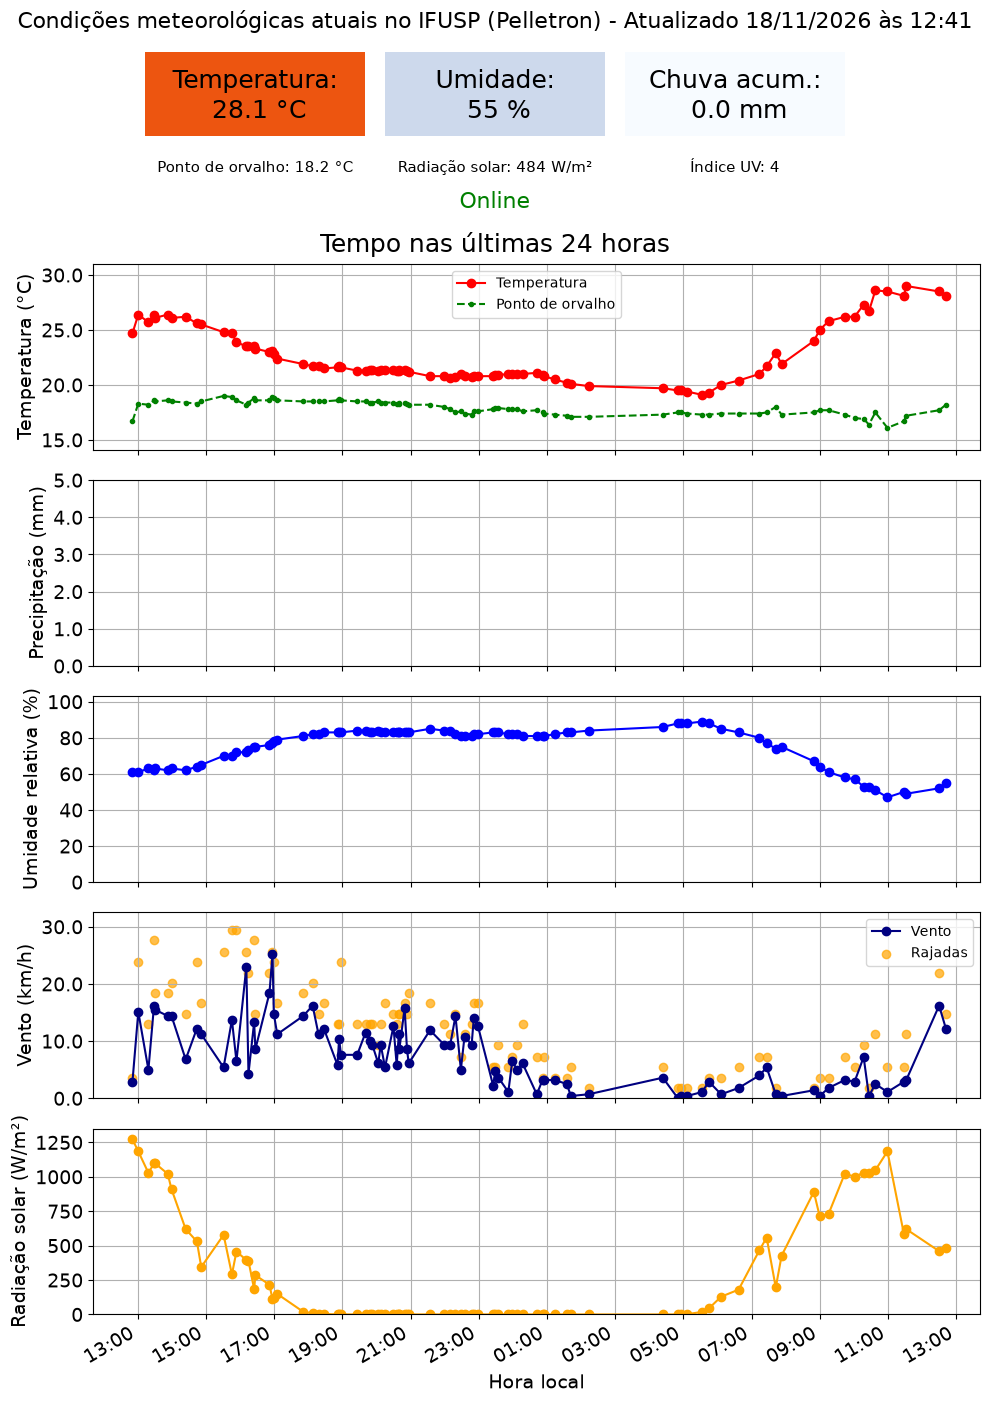 Condições meteorológicas atuais no IFUSP (Pelletron) - Atualizado 18/11/2026 às 12:41
Temperatura:
28.1 °C
Umidade:
55 %
Chuva acum.:
0.0 mm
Ponto de orvalho: 18.2 °C
Radiação solar: 484 W/m²
Índice UV: 4
Online
Tempo nas últimas 24 horas
Temperatura (°C)
30.0
25.0
20.0
15.0
Temperatura
Ponto de orvalho
Precipitação (mm)
5.0
4.0
3.0
2.0
1.0
0.0
Umidade relativa (%)
100
80
60
40
20
0
Vento (km/h)
30.0
20.0
10.0
0.0
Vento
Rajadas
Radiação solar (W/m²)
1250
1000
750
500
250
0
13:00
15:00
17:00
19:00
21:00
23:00
01:00
03:00
05:00
07:00
09:00
11:00
13:00
Hora local